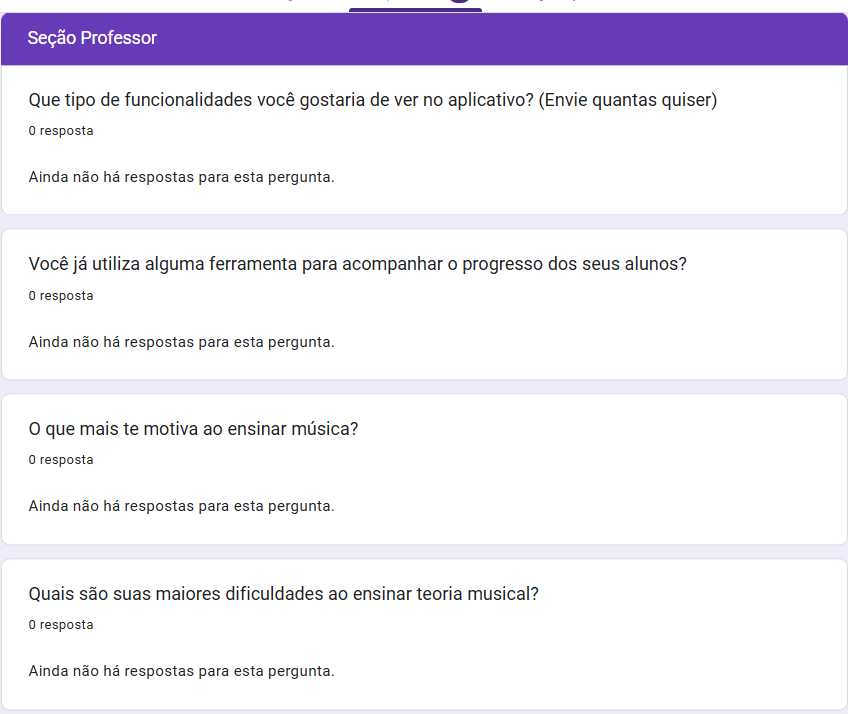 Seção Professor
Que tipo de funcionalidades você gostaria de ver no aplicativo? (Envie quantas quiser)
0 resposta
Ainda não há respostas para esta pergunta.
Você já utiliza alguma ferramenta para acompanhar o progresso dos seus alunos?
0 resposta
Ainda não há respostas para esta pergunta.
O que mais te motiva ao ensinar música?
0 resposta
Ainda não há respostas para esta pergunta.
Quais são suas maiores dificuldades ao ensinar teoria musical?
0 resposta
Ainda não há respostas para esta pergunta.